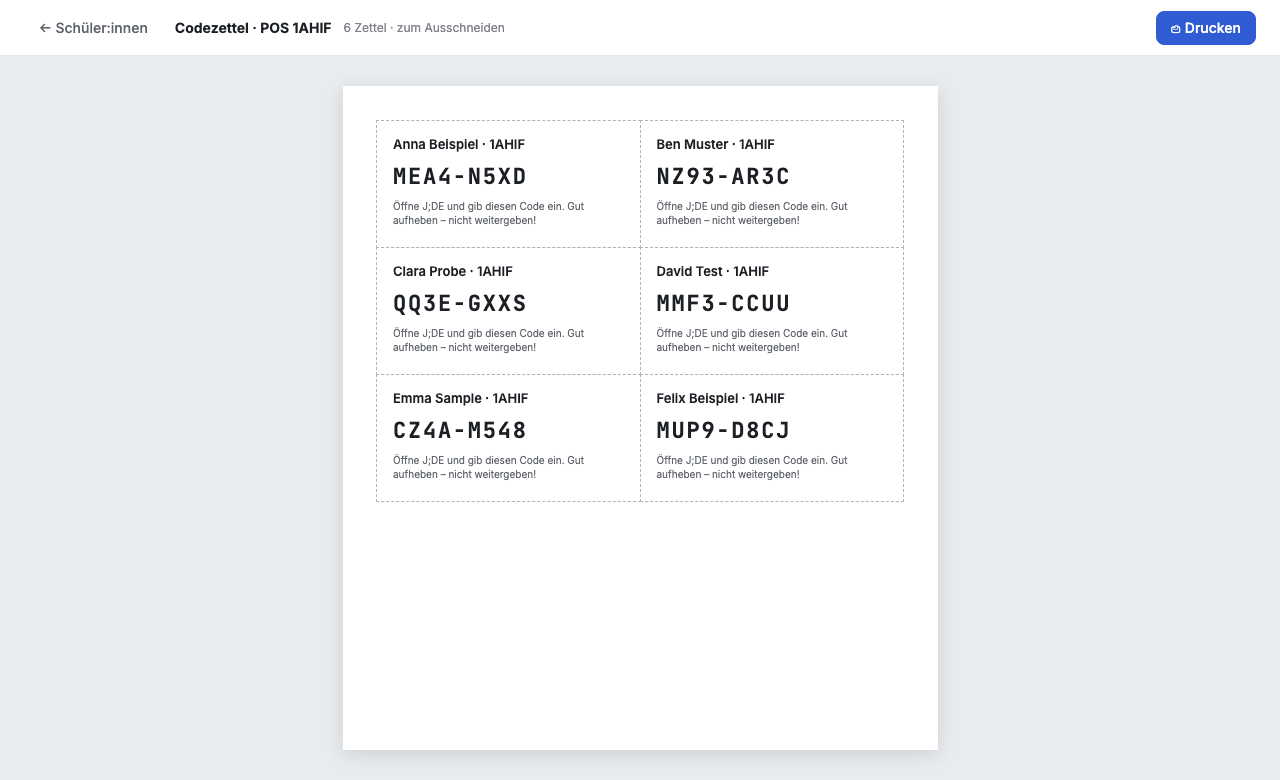 ← Schüler:innen
Codezettel · POS 1AHIF
6 Zettel · zum Ausschneiden
Drucken
Anna Beispiel · 1AHIF
MEA4-N5XD
Öffne J;DE und gib diesen Code ein. Gut
aufheben – nicht weitergeben!
Ben Muster · 1AHIF
NZ93-AR3C
Öffne J;DE und gib diesen Code ein. Gut
aufheben – nicht weitergeben!
Clara Probe · 1AHIF
QQ3E-GXXS
Öffne J;DE und gib diesen Code ein. Gut
aufheben – nicht weitergeben!
David Test · 1AHIF
MMF3-CCUU
Öffne J;DE und gib diesen Code ein. Gut
aufheben – nicht weitergeben!
Emma Sample · 1AHIF
CZ4A-M548
Öffne J;DE und gib diesen Code ein. Gut
aufheben – nicht weitergeben!
Felix Beispiel · 1AHIF
MUP9-D8CJ
Öffne J;DE und gib diesen Code ein. Gut
aufheben – nicht weitergeben!